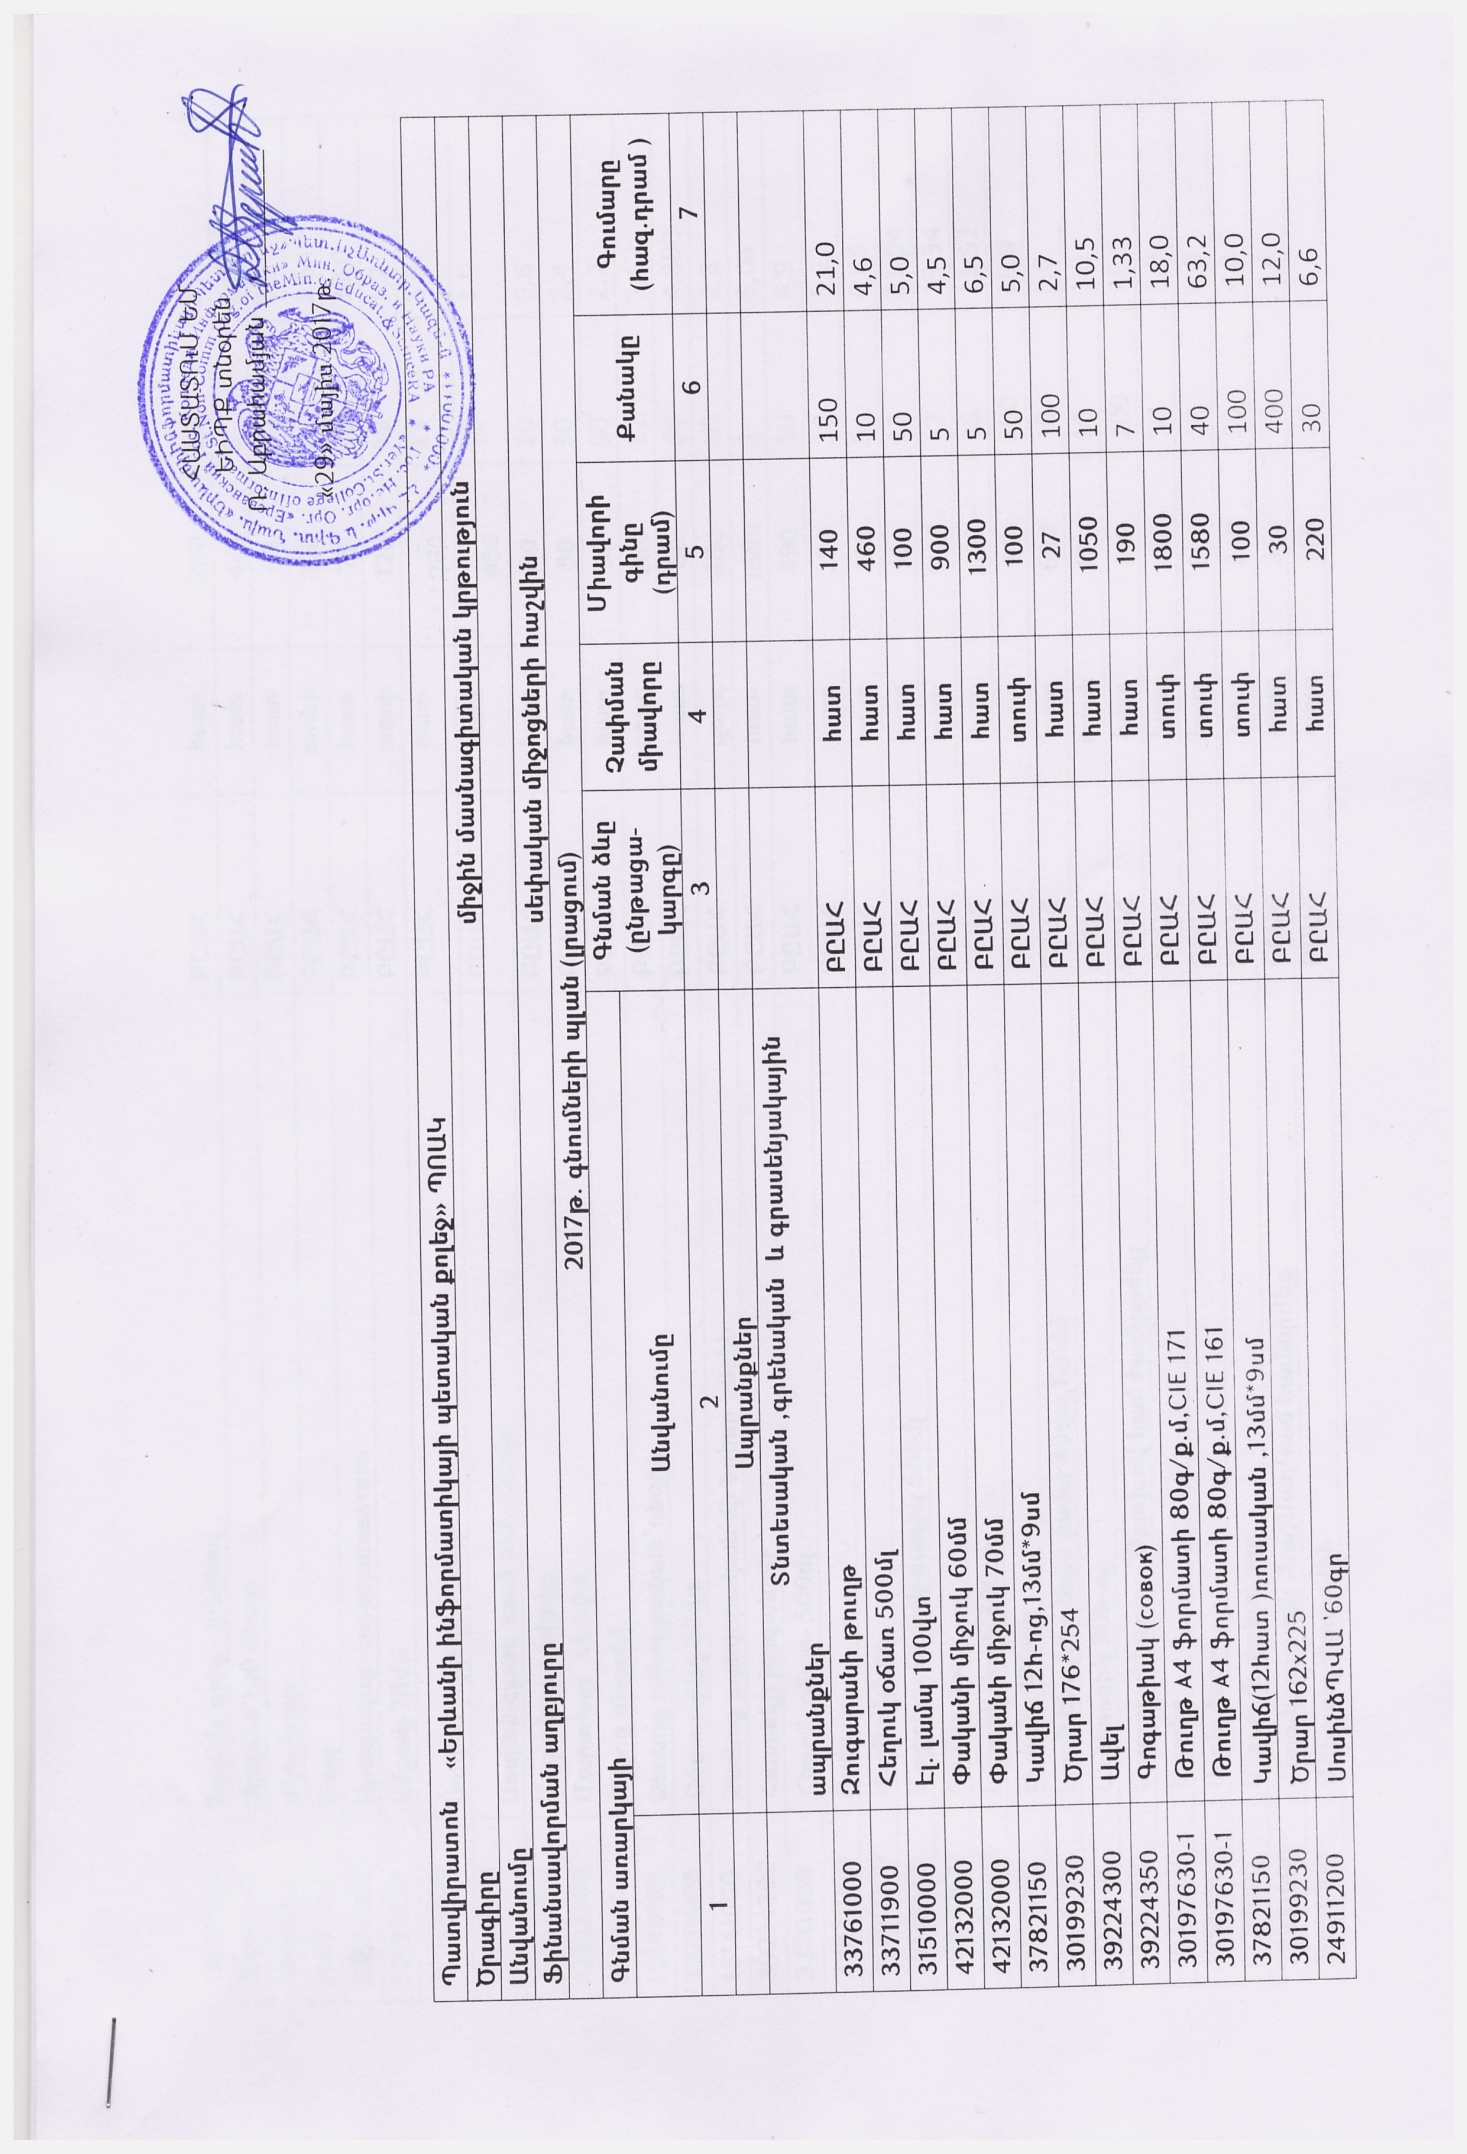 ՀԱՍՏԱՏՈՒՄ ԵՄ
ԵԻՊՔ տնօրեն
Դ. Աբրահամյան
«29» մայիս 2017թ.
Պատվիրատուն «Երևանի ինֆորմատիկայի պետական քոլեջ» ՊՈԱԿ
Ծրագիրը միջին մասնագիտական կրթություն
Անվանումը
Ֆինանսավորման աղբյուրը սեփական միջոցների հաշվին
2017թ. գնումների պլան (լրացում)
Գնման առարկայի Գնման ձևը (ընթացա-կարգը) Չափման միավորը Միավորի գինը (դրամ) Քանակը Գումարը (հազ.դրամ )
Անվանումը
1 2 3 4 5 6 7
Ապրանքներ
Տնտեսական ,գրենական և գրասենյակային
ապրանքներ
33761000 Զուգարանի թուղթ ԲԸԱՀ հատ 140 150 21,0
33711900 Հեղուկ օճառ 500մլ ԲԸԱՀ հատ 460 10 4,6
31510000 Էլ. լամպ 100վտ ԲԸԱՀ հատ 100 50 5,0
42132000 Փականի միջուկ 60մմ ԲԸԱՀ հատ 900 5 4,5
42132000 Փականի միջուկ 70մմ ԲԸԱՀ հատ 1300 5 6,5
37821150 Կավիճ 12հ-ոց,13մմ*9սմ ԲԸԱՀ տուփ 100 50 5,0
30199230 Ծրար 176*254 ԲԸԱՀ հատ 27 100 2,7
39224300 Ավել ԲԸԱՀ հատ 1050 10 10,5
39224350 Գոգաթիակ (совок) ԲԸԱՀ հատ 190 7 1,33
30197630-1 Թուղթ A4 ֆորմատի 80գ/ք.մ,CIE 171 ԲԸԱՀ տուփ 1800 10 18,0
30197630-1 Թուղթ A4 ֆորմատի 80գ/ք.մ,CIE 161 ԲԸԱՀ տուփ 1580 40 63,2
37821150 Կավիճ(12հատ )ռուսական ,13մմ*9սմ ԲԸԱՀ տուփ 100 100 10,0
30199230 Ծրար 162x225 ԲԸԱՀ հատ 30 400 12,0
24911200 ՍոսինձՊՎԱ ՝60գր ԲԸԱՀ հատ 220 30 6,6